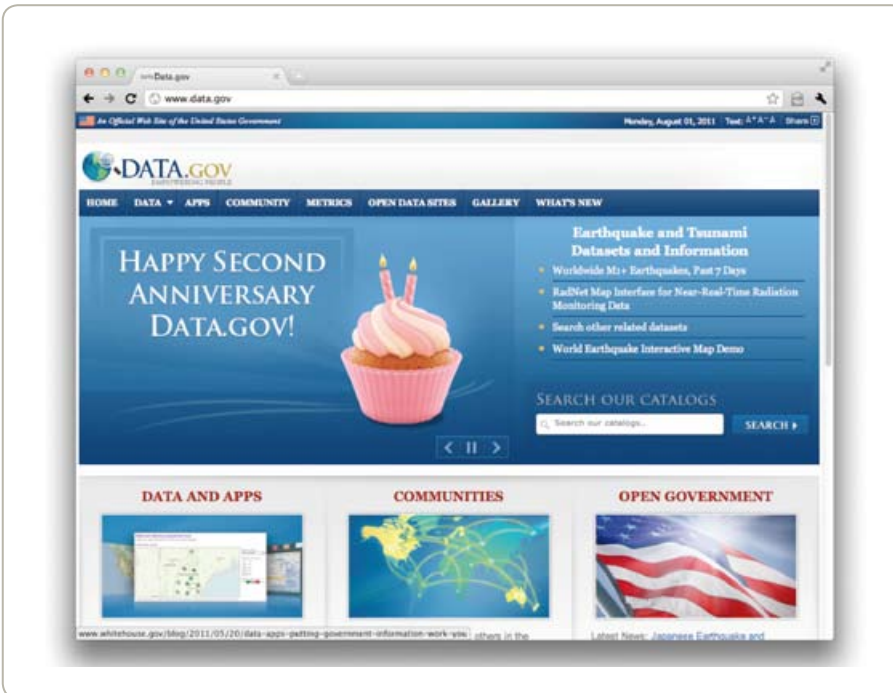 Data.gov
www.data.gov
An Official Web Site of the United States Government
Monday, August 01, 2011 Text: A+ A- A Share
DATA.GOV
EMPOWERING PEOPLE
HOME DATA APPS COMMUNITY METRICS OPEN DATA SITES GALLERY WHAT'S NEW
HAPPY SECOND
ANNIVERSARY
DATA.GOV!
Earthquake and Tsunami
Datasets and Information
Worldwide M1+ Earthquakes, Past 7 Days
RadNet Map Interface for Near-Real-Time Radiation
Monitoring Data
Search other related datasets
World Earthquake Interactive Map Demo
SEARCH OUR CATALOGS
Search our catalogs..
SEARCH
DATA AND APPS
COMMUNITIES
OPEN GOVERNMENT
www.whitehouse.gov/blog/2011/05/20/data-apps-putting-government-information-work-you
others in the
Latest News: Japanese Earthquake and